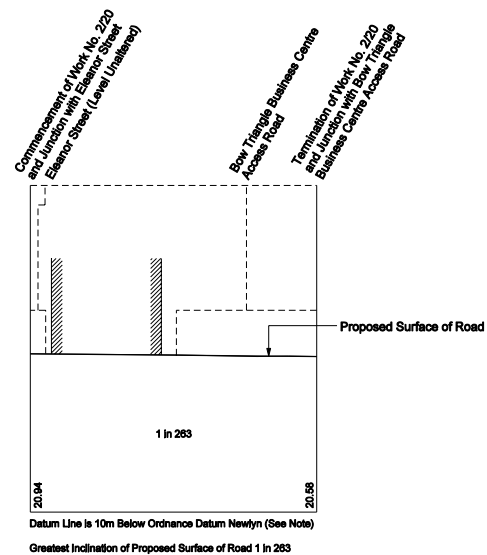 Commencement of Work No. 2/20
and Junction with Eleanor Street
Eleanor Street (Level Unaltered)
Bow Triangle Business Centre
Access Road
Termination of Work No. 2/20
and Junction with Bow Triangle
Business Centre Access Road
Proposed Surface of Road
1 in 263
20.94
20.58
Datum Line is 10m Below Ordnance Datum Newlyn (See Note)
Greatest Inclination of Proposed Surface of Road 1 in 263